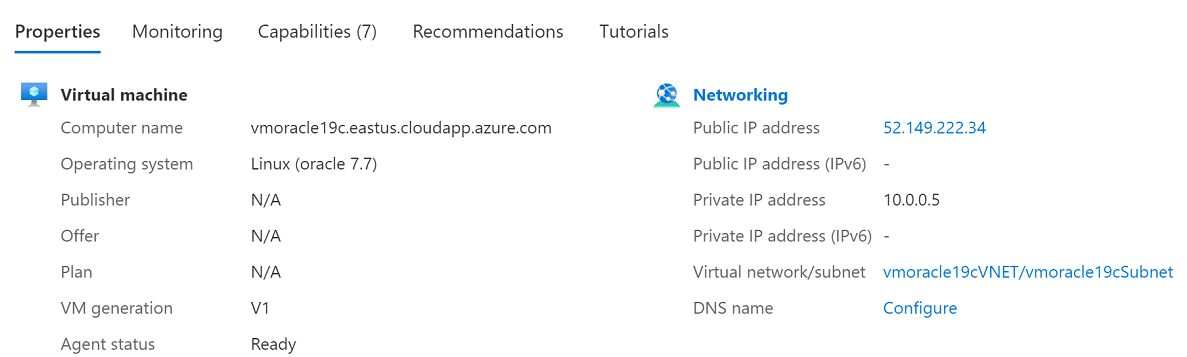 Properties Monitoring Capabilities (7) Recommendations Tutorials
Virtual machine
Computer name vmoracle19c.eastus.cloudapp.azure.com
Operating system Linux (oracle 7.7)
Publisher N/A
Offer N/A
Plan N/A
VM generation V1
Agent status Ready
Networking
Public IP address 52.149.222.34
Public IP address (IPv6) -
Private IP address 10.0.0.5
Private IP address (IPv6) -
Virtual network/subnet vmoracle19cVNET/vmoracle19cSubnet
DNS name Configure